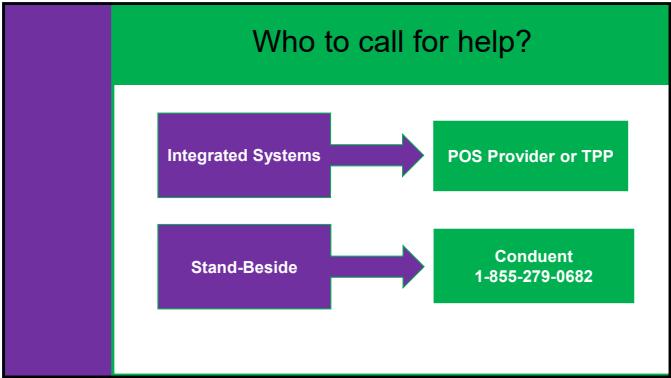 Who to call for help?
Integrated Systems
POS Provider or TPP
Stand-Beside
Conduent
1-855-279-0682